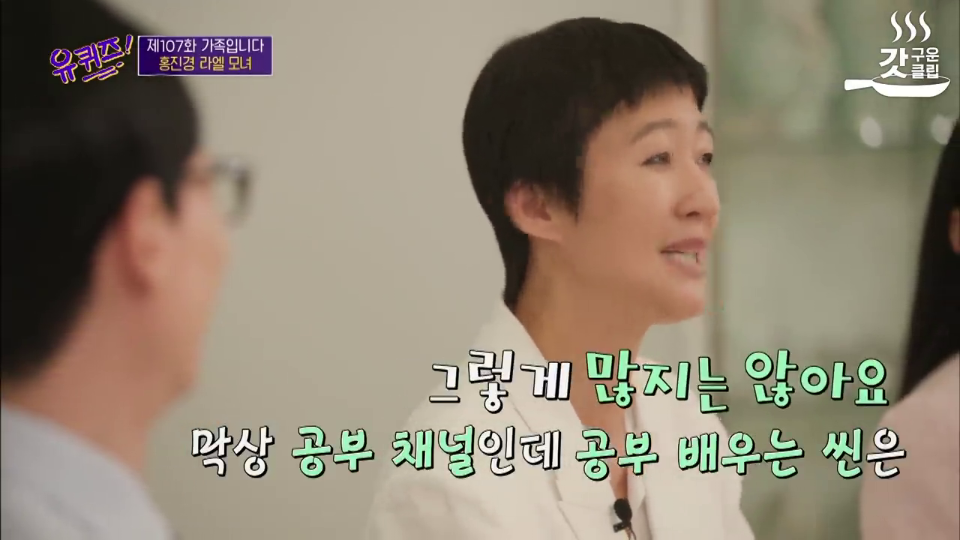 유퀴즈!
제107화 가족입니다
홍진경 라엘 모녀
갓구운
클립
그렇게 많지는 않아요
막상 공부 채널인데 공부 배우는 씬은